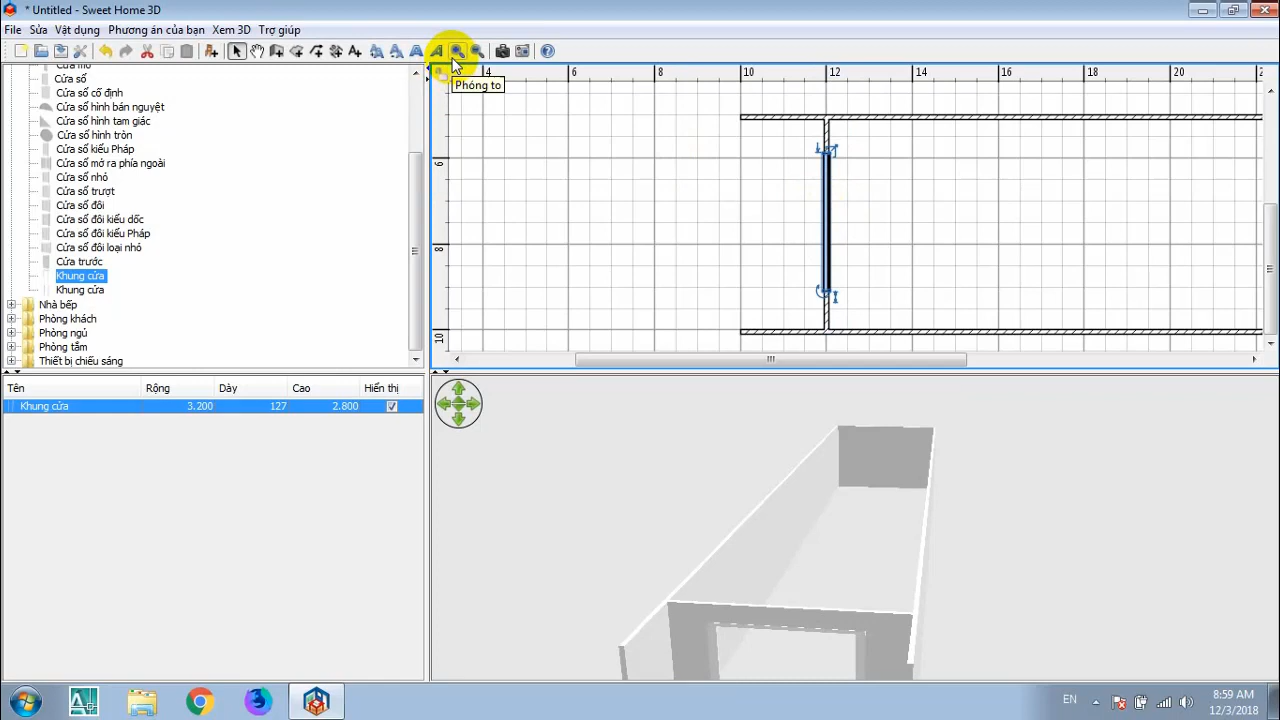 * Untitled - Sweet Home 3D
File Sửa Vật dụng Phương án của bạn Xem 3D Trợ giúp
Phóng to
4 6 8 10 12 14 16 18 20
6
8
10
Cửa sổ
Cửa sổ cố định
Cửa sổ hình bán nguyệt
Cửa sổ hình tam giác
Cửa sổ hình tròn
Cửa sổ kiểu Pháp
Cửa sổ mở ra phía ngoài
Cửa sổ nhỏ
Cửa sổ trượt
Cửa sổ đôi
Cửa sổ đôi kiểu dốc
Cửa sổ đôi kiểu Pháp
Cửa sổ đôi loại nhỏ
Cửa trước
Khung cửa
Khung cửa
Nhà bếp
Phòng khách
Phòng ngủ
Phòng tắm
Thiết bị chiếu sáng
Tên Rộng Dày Cao Hiển thị
Khung cửa 3.200 127 2.800
EN
8:59 AM
12/3/2018